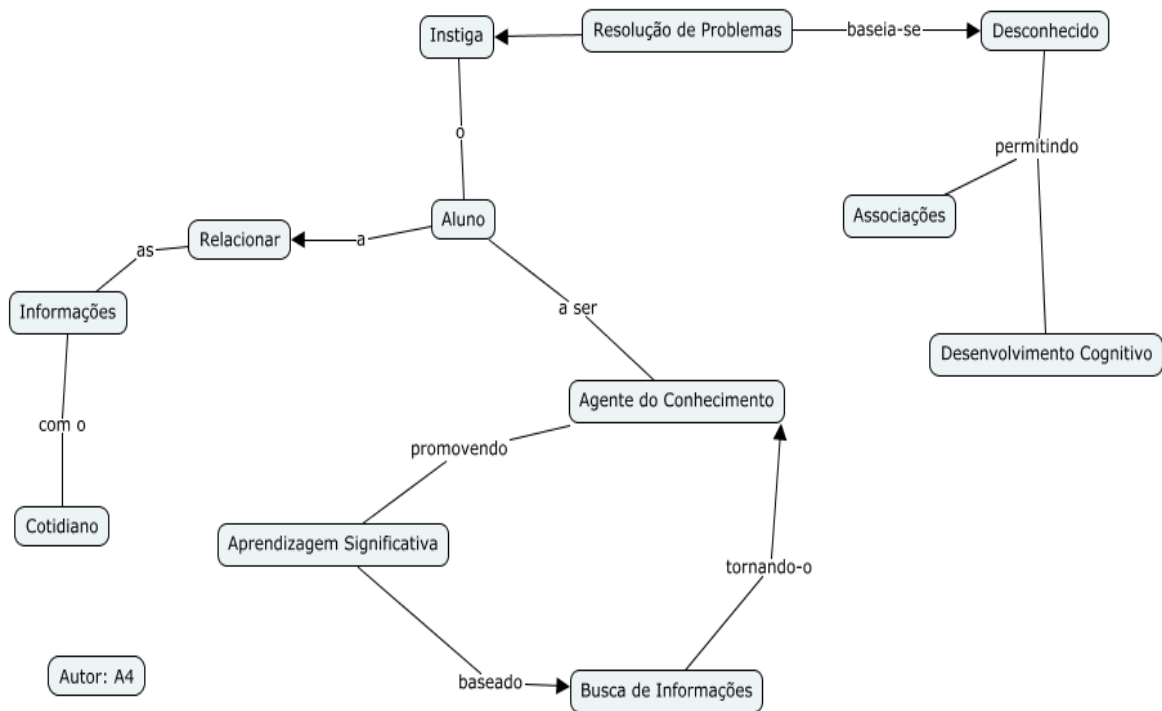 Instiga
Resolução de Problemas
baseia-se
Desconhecido
o
permitindo
Associações
Aluno
Relacionar
a
as
Informações
a ser
Desenvolvimento Cognitivo
Agente do Conhecimento
com o
promovendo
Cotidiano
Aprendizagem Significativa
tornando-o
Autor: A4
baseado
Busca de Informações